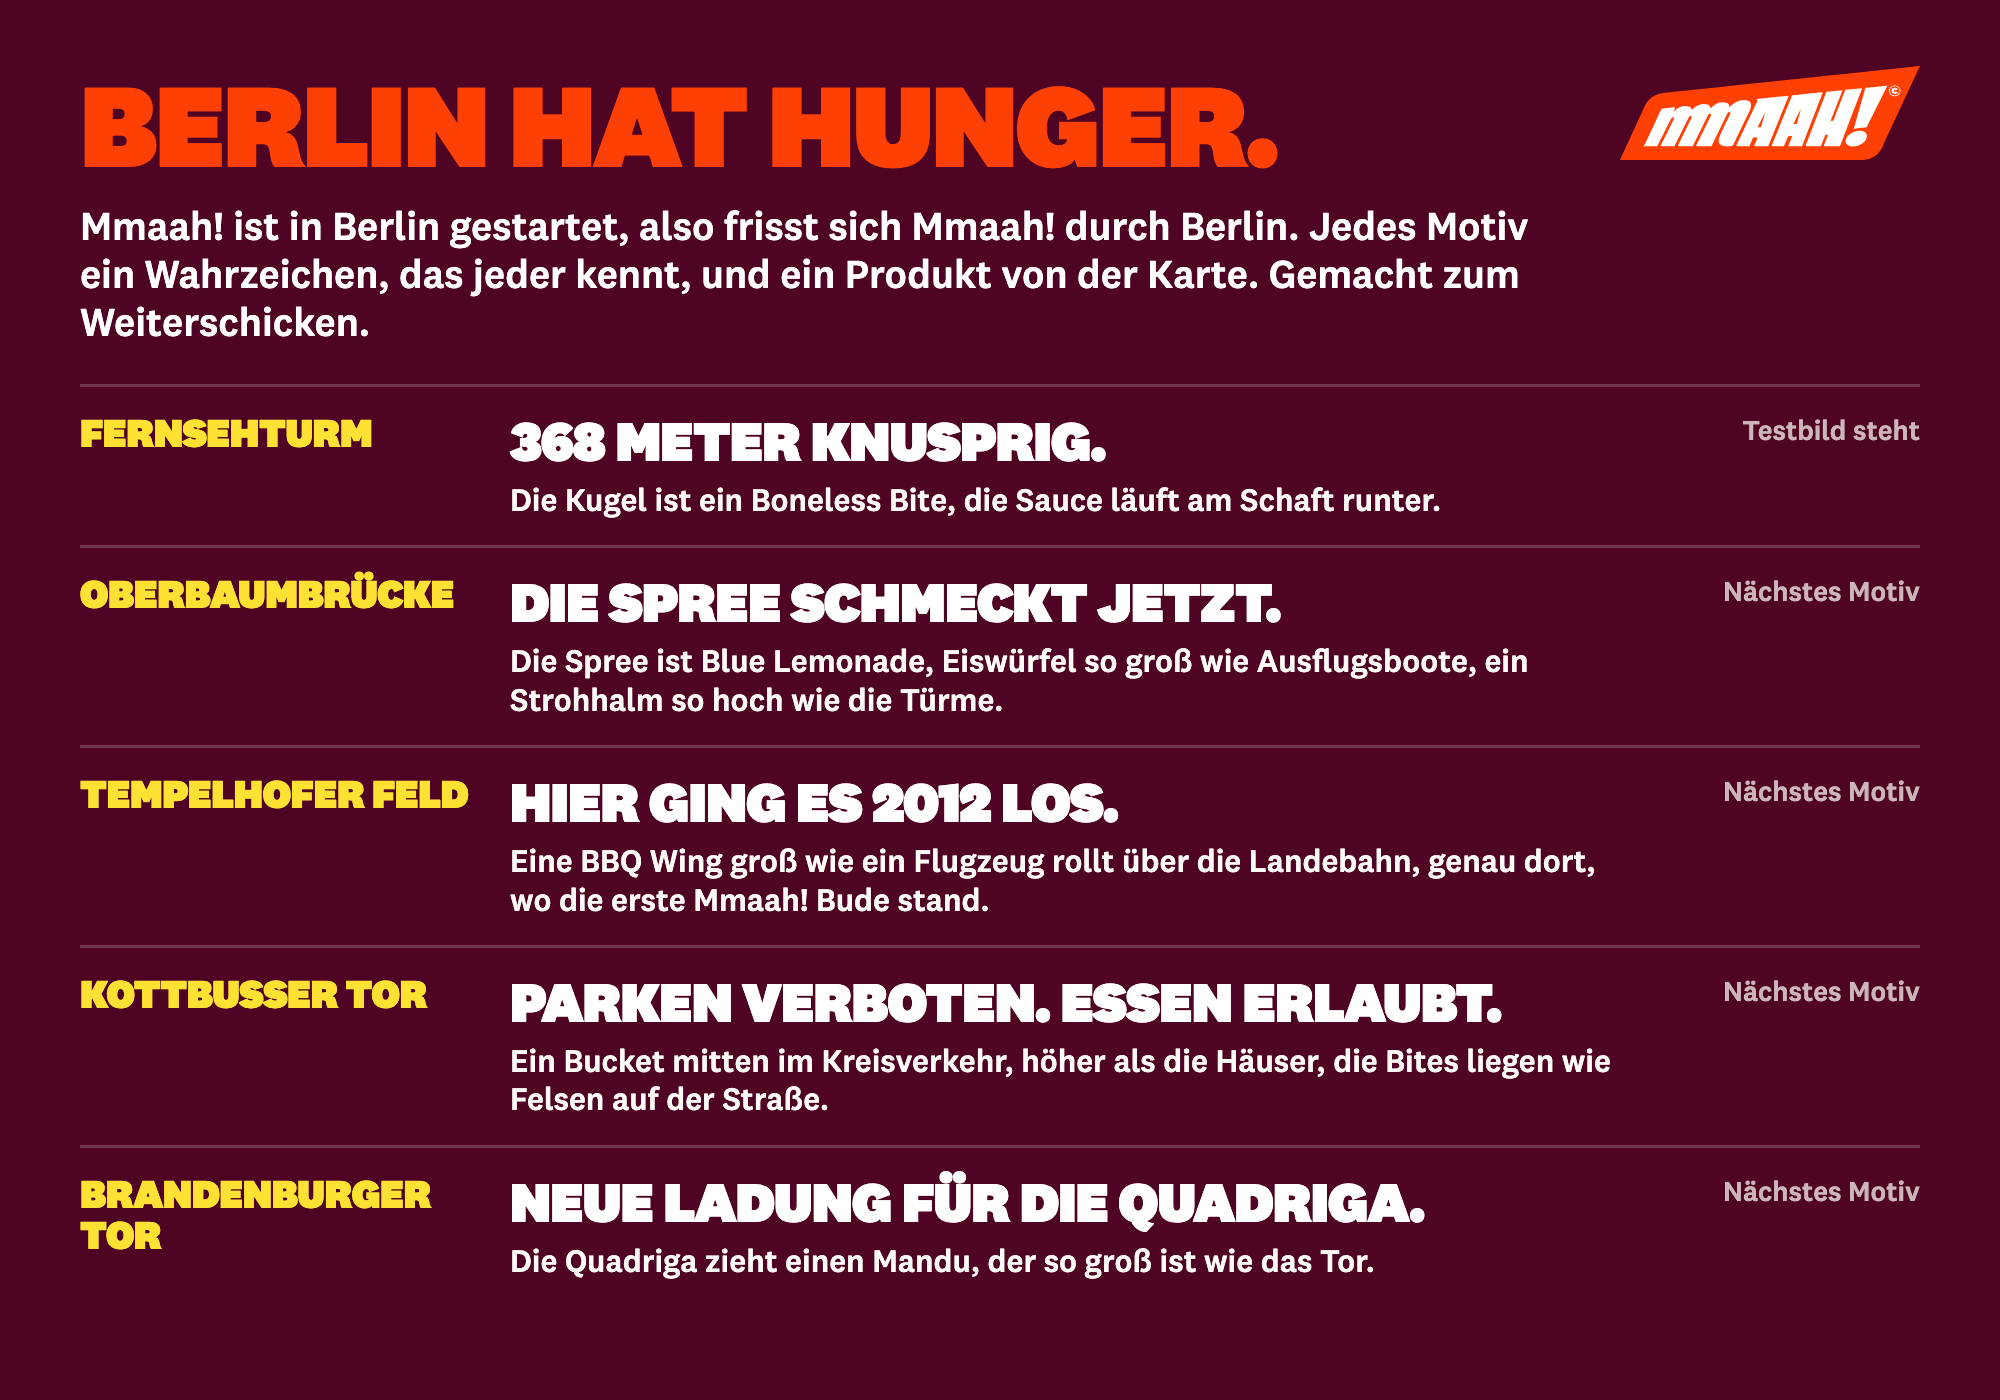 BERLIN HAT HUNGER.
mmAAH!©
Mmaah! ist in Berlin gestartet, also frisst sich Mmaah! durch Berlin. Jedes Motiv
ein Wahrzeichen, das jeder kennt, und ein Produkt von der Karte. Gemacht zum
Weiterschicken.
FERNSEHTURM
368 METER KNUSPRIG.
Testbild steht
Die Kugel ist ein Boneless Bite, die Sauce läuft am Schaft runter.
OBERBAUMBRÜCKE
DIE SPREE SCHMECKT JETZT.
Nächstes Motiv
Die Spree ist Blue Lemonade, Eiswürfel so groß wie Ausflugsboote, ein
Strohhalm so hoch wie die Türme.
TEMPELHOFER FELD
HIER GING ES 2012 LOS.
Nächstes Motiv
Eine BBQ Wing groß wie ein Flugzeug rollt über die Landebahn, genau dort,
wo die erste Mmaah! Bude stand.
KOTTBUSSER TOR
PARKEN VERBOTEN. ESSEN ERLAUBT.
Nächstes Motiv
Ein Bucket mitten im Kreisverkehr, höher als die Häuser, die Bites liegen wie
Felsen auf der Straße.
BRANDENBURGER
TOR
NEUE LADUNG FÜR DIE QUADRIGA.
Nächstes Motiv
Die Quadriga zieht einen Mandu, der so groß ist wie das Tor.